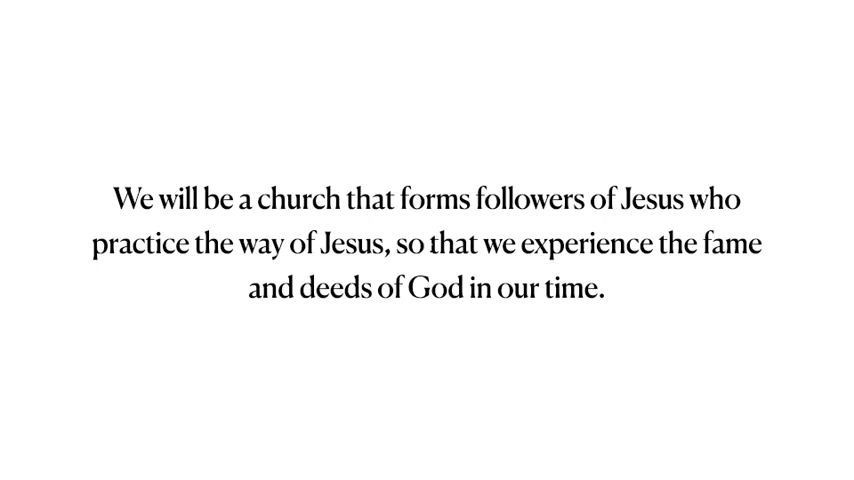 We will be a church that forms followers of Jesus who
practice the way of Jesus, so that we experience the fame
and deeds of God in our time.